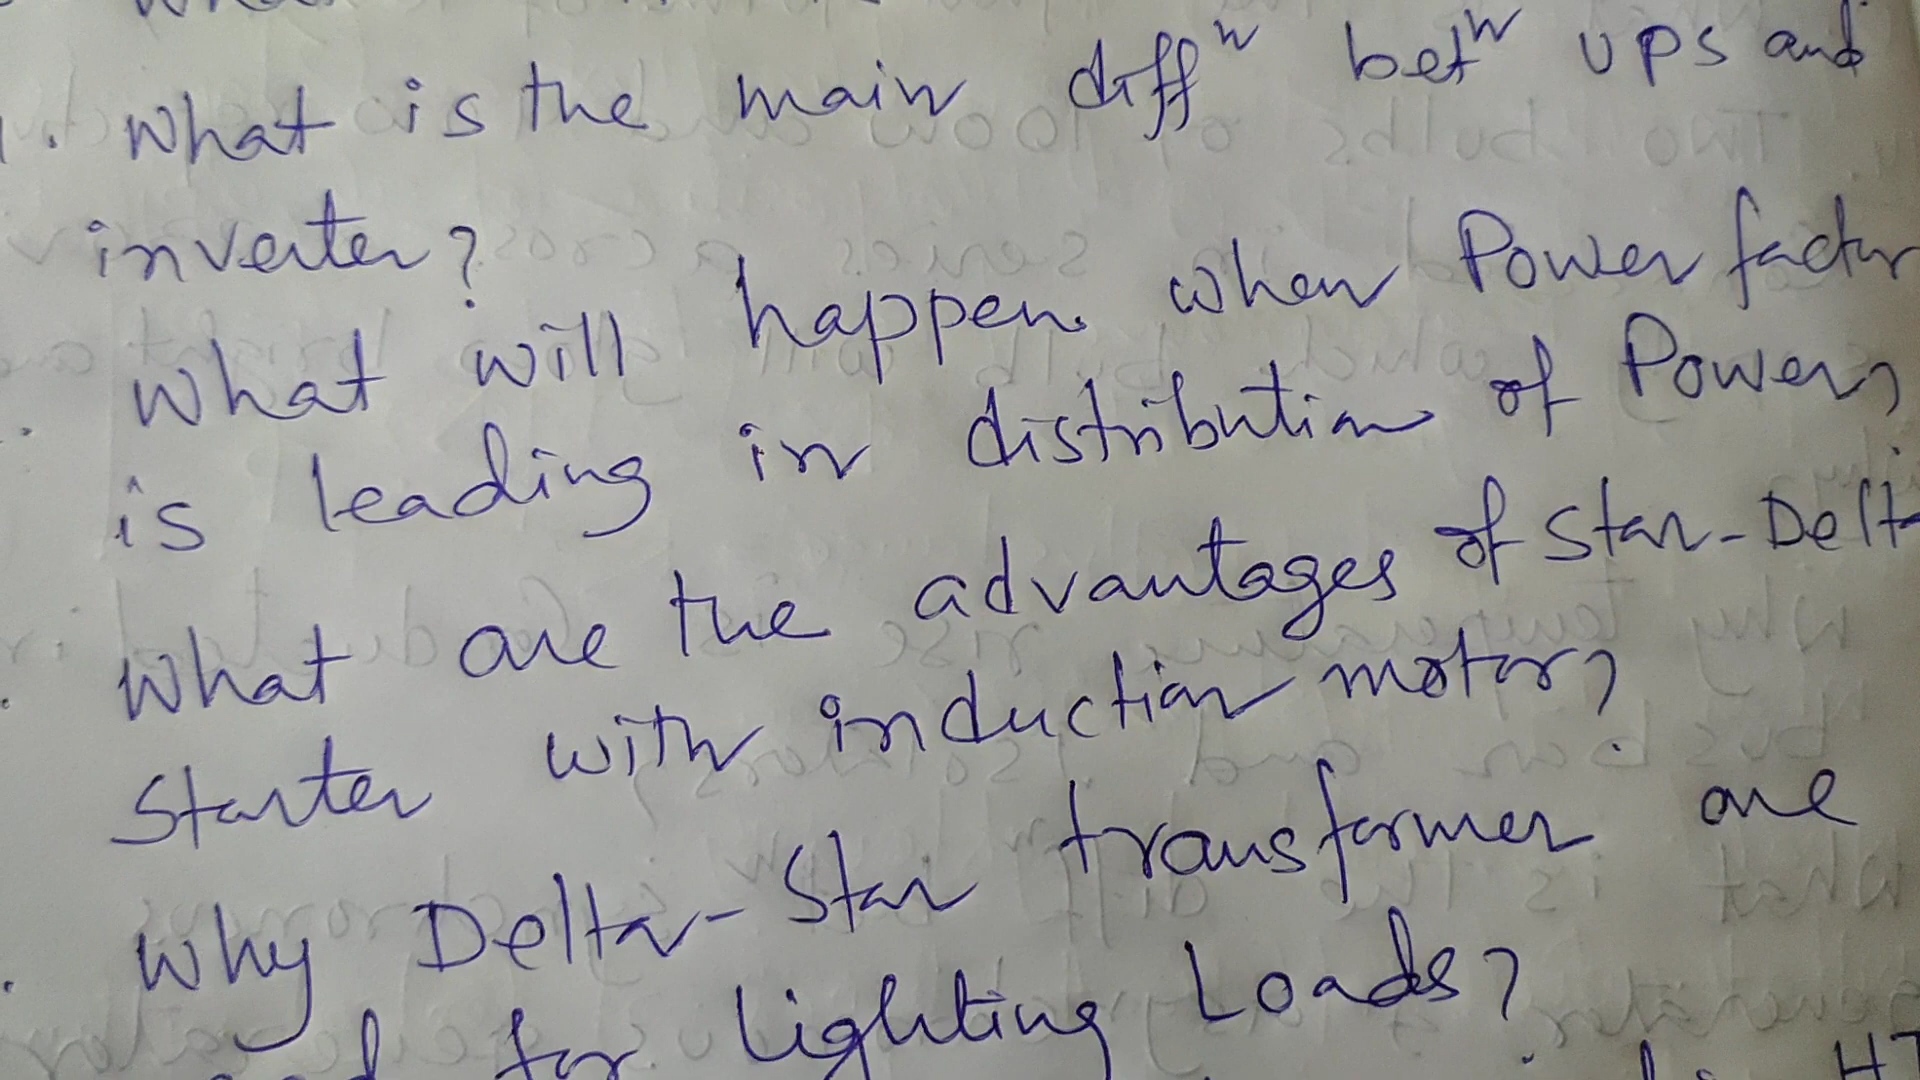 1. What is the main diffⁿ betⁿ UPS and
inverter?
What will happen when Power factor
is leading in distribution of Power?
What are the advantages of Star-Delta
Starter with induction motor?
Why Delta-Star transformer are
for Lighting Loads?
HT